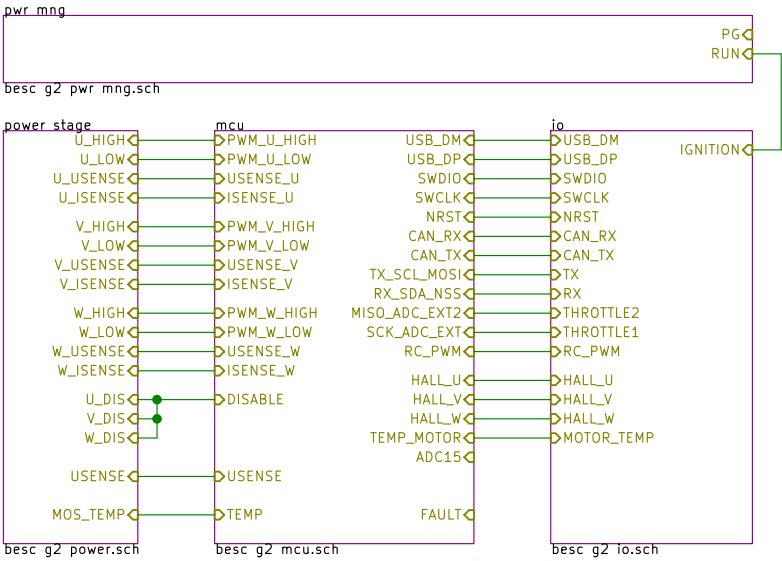 pwr mng
PG
RUN
besc g2 pwr mng.sch
power stage
U_HIGH
U_LOW
U_USENSE
U_ISENSE
V_HIGH
V_LOW
V_USENSE
V_ISENSE
W_HIGH
W_LOW
W_USENSE
W_ISENSE
U_DIS
V_DIS
W_DIS
USENSE
MOS_TEMP
besc g2 power.sch
mcu
PWM_U_HIGH
PWM_U_LOW
USENSE_U
ISENSE_U
PWM_V_HIGH
PWM_V_LOW
USENSE_V
ISENSE_V
PWM_W_HIGH
PWM_W_LOW
USENSE_W
ISENSE_W
DISABLE
USENSE
TEMP
USB_DM
USB_DP
SWDIO
SWCLK
NRST
CAN_RX
CAN_TX
TX_SCL_MOSI
RX_SDA_NSS
MISO_ADC_EXT2
SCK_ADC_EXT
RC_PWM
HALL_U
HALL_V
HALL_W
TEMP_MOTOR
ADC15
FAULT
besc g2 mcu.sch
io
USB_DM
USB_DP
SWDIO
SWCLK
NRST
CAN_RX
CAN_TX
TX
RX
THROTTLE2
THROTTLE1
RC_PWM
HALL_U
HALL_V
HALL_W
MOTOR_TEMP
IGNITION
besc g2 io.sch